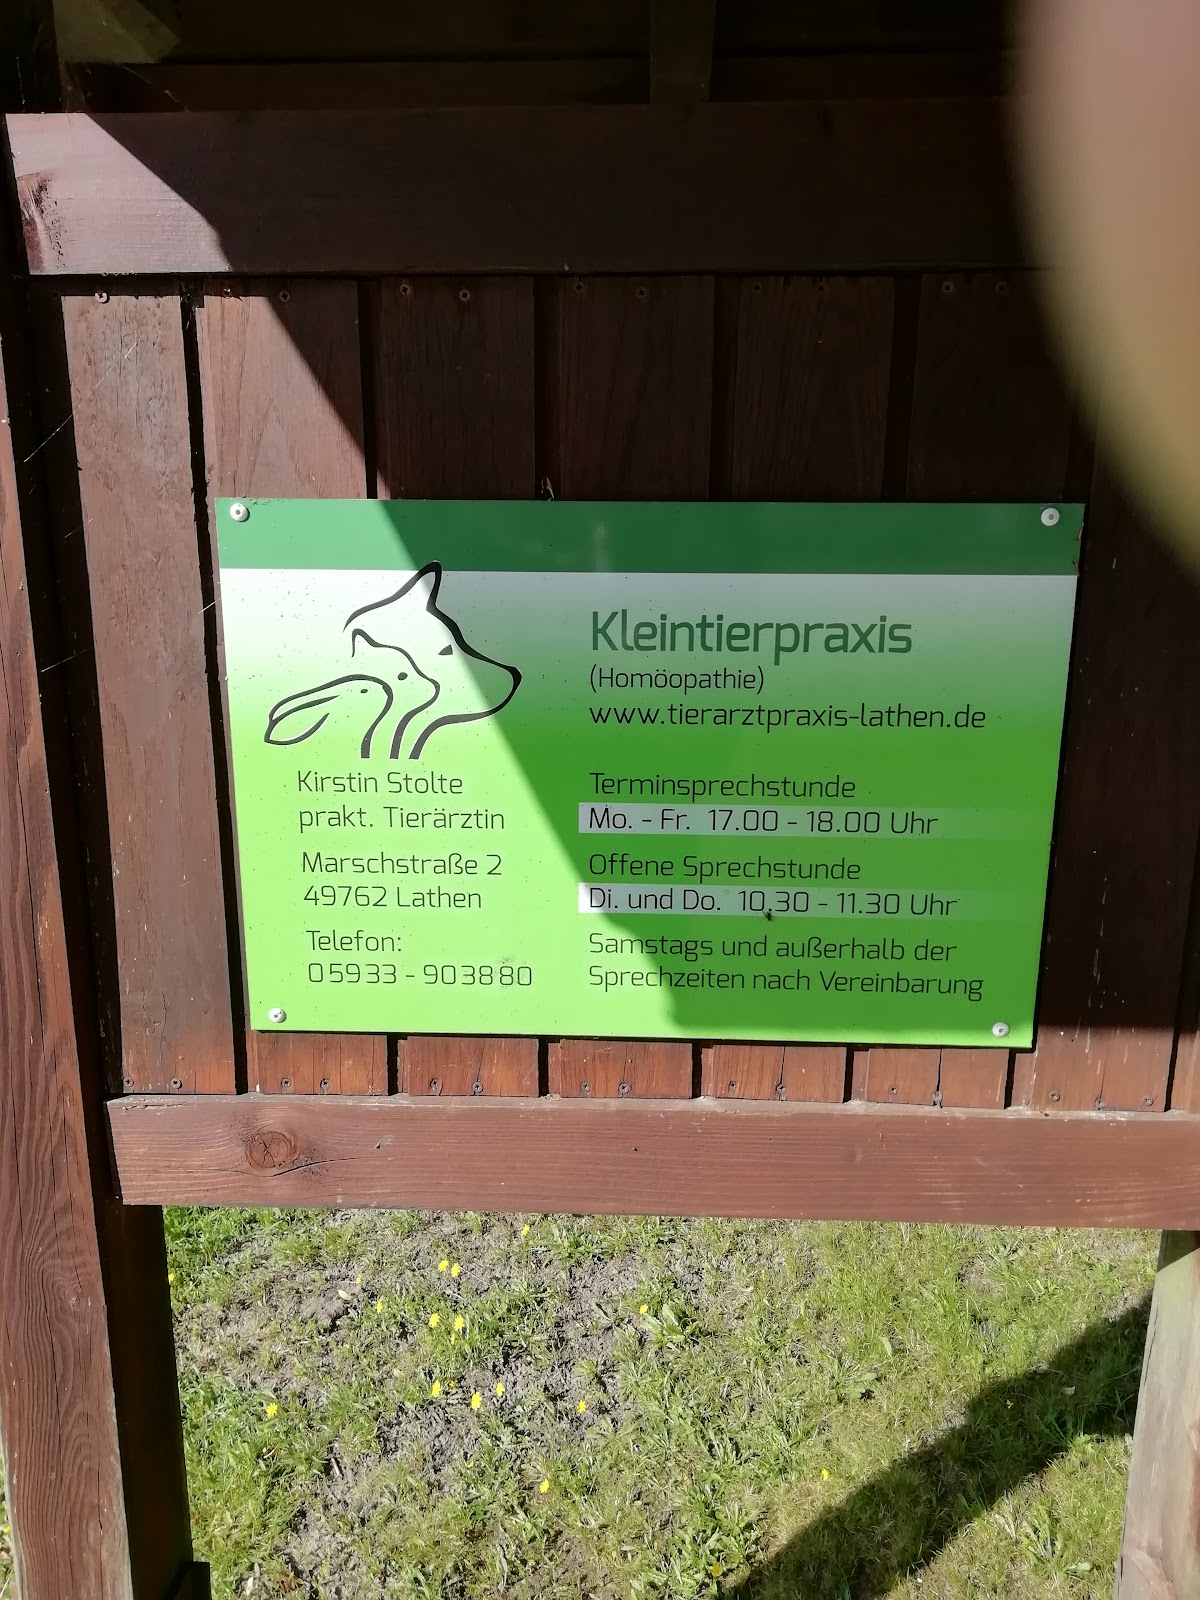 Kleintierpraxis
(Homöopathie)
www.tierarztpraxis-lathen.de
Kirstin Stolte
prakt. Tierärztin
Marschstraße 2
49762 Lathen
Telefon:
05933 - 903880
Terminsprechstunde
Mo. - Fr. 17.00 - 18.00 Uhr
Offene Sprechstunde
Di. und Do. 10.30 - 11.30 Uhr
Samstags und außerhalb der
Sprechzeiten nach Vereinbarung